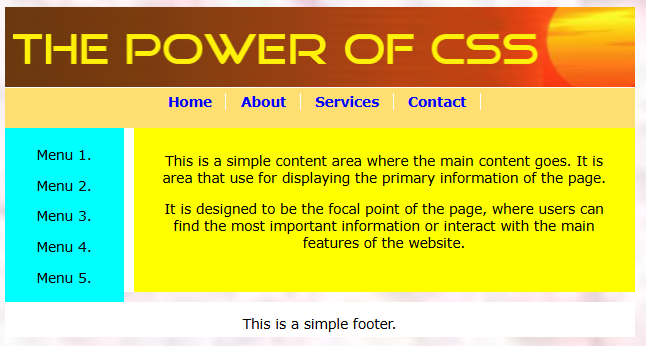 THE POWER OF CSS
Home About Services Contact
Menu 1.
Menu 2.
Menu 3.
Menu 4.
Menu 5.
This is a simple content area where the main content goes. It is
area that use for displaying the primary information of the page.
It is designed to be the focal point of the page, where users can
find the most important information or interact with the main
features of the website.
This is a simple footer.